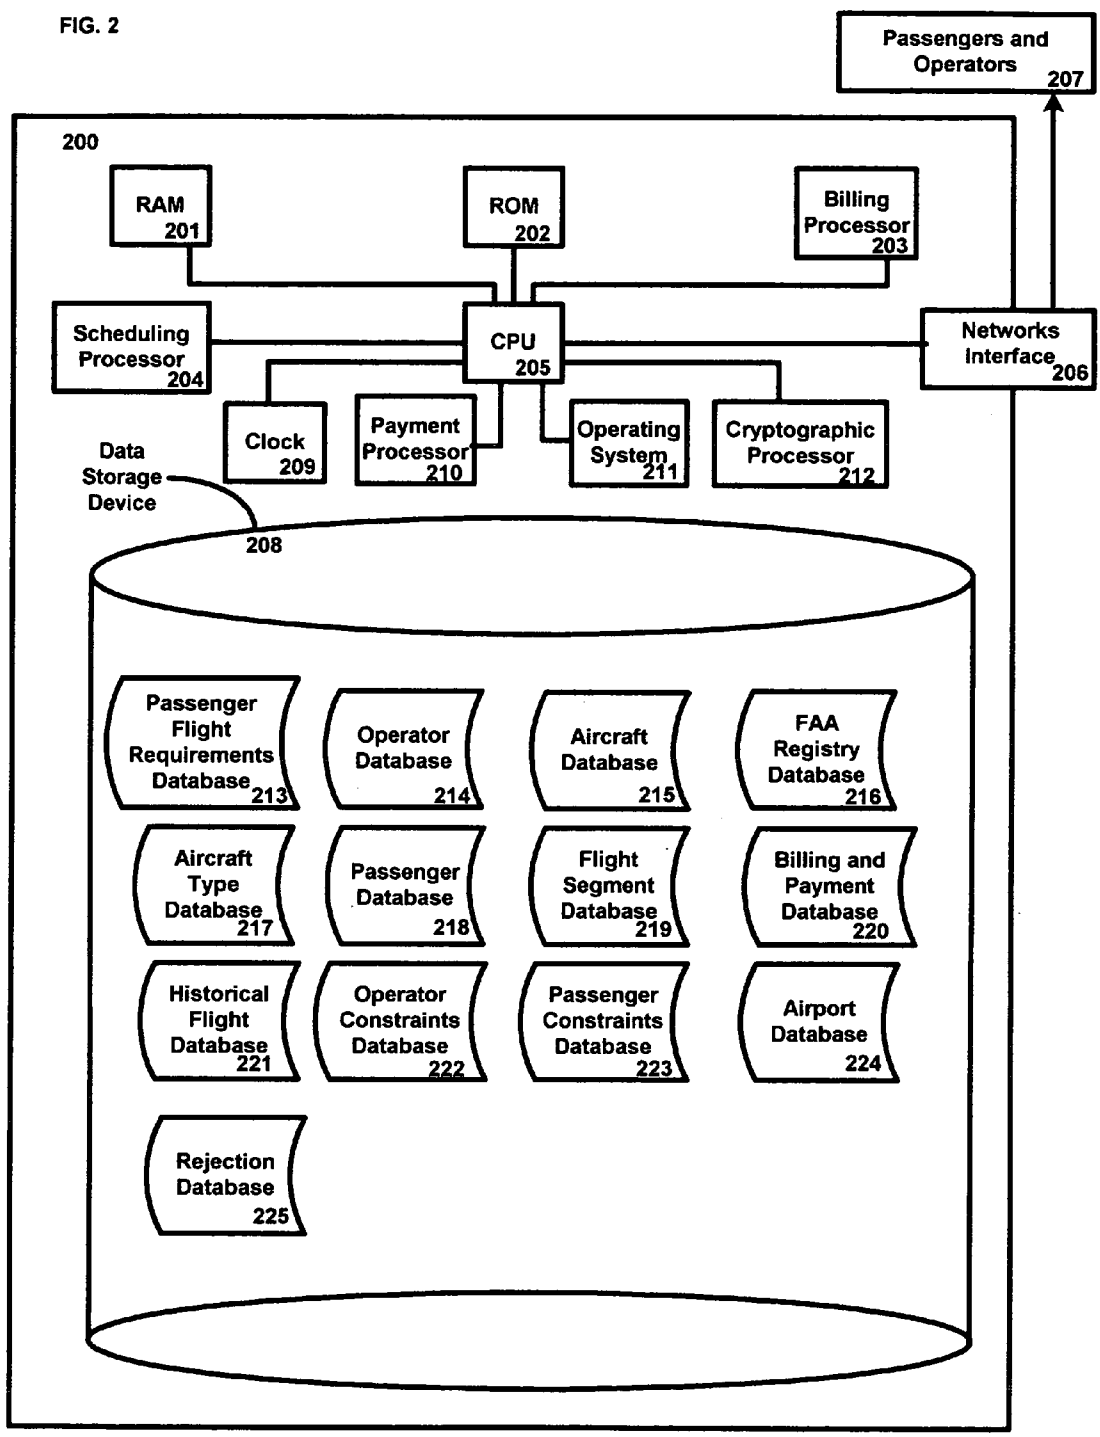 FIG. 2
Passengers and
Operators
207
200
RAM
201
ROM
202
Billing
Processor
203
Scheduling
Processor
204
CPU
205
Networks
Interface
206
Clock
209
Payment
Processor
210
Operating
System
211
Cryptographic
Processor
212
Data
Storage
Device
208
Passenger
Flight
Requirements
Database
213
Operator
Database
214
Aircraft
Database
215
FAA
Registry
Database
216
Aircraft
Type
Database
217
Passenger
Database
218
Flight
Segment
Database
219
Billing and
Payment
Database
220
Historical
Flight
Database
221
Operator
Constraints
Database
222
Passenger
Constraints
Database
223
Airport
Database
224
Rejection
Database
225